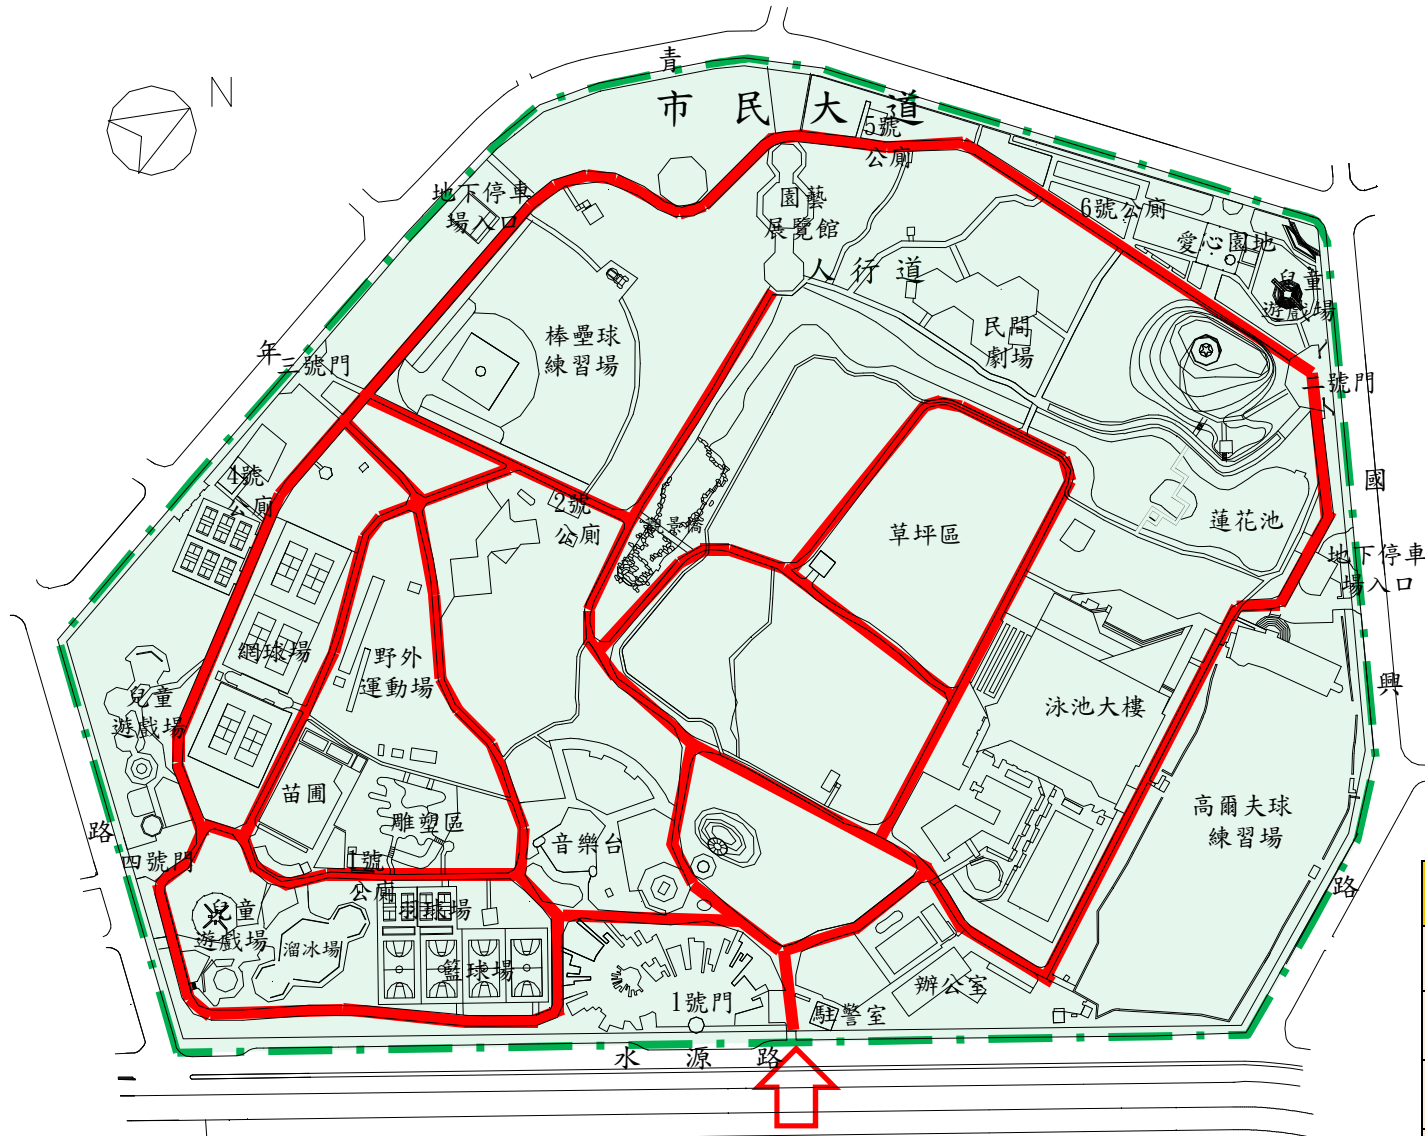 N
青
市民大道
5號
公廁
地下停車
場入口
園藝
展覽館
6號公廁
愛心園地
人行道
兒童
遊戲場
民間
劇場
棒壘球
練習場
年
三號門
二號門
4號
公廁
2號
公廁
國
蓮花池
草坪區
地下停車
場入口
網球場
野外
運動場
兒童
遊戲場
興
泳池大樓
苗圃
雕塑區
音樂台
高爾夫球
練習場
路
四號門
1號
公廁
路
兒童
遊戲場
羽球場
溜冰場
籃球場
辦公室
1號門
駐警室
水源路